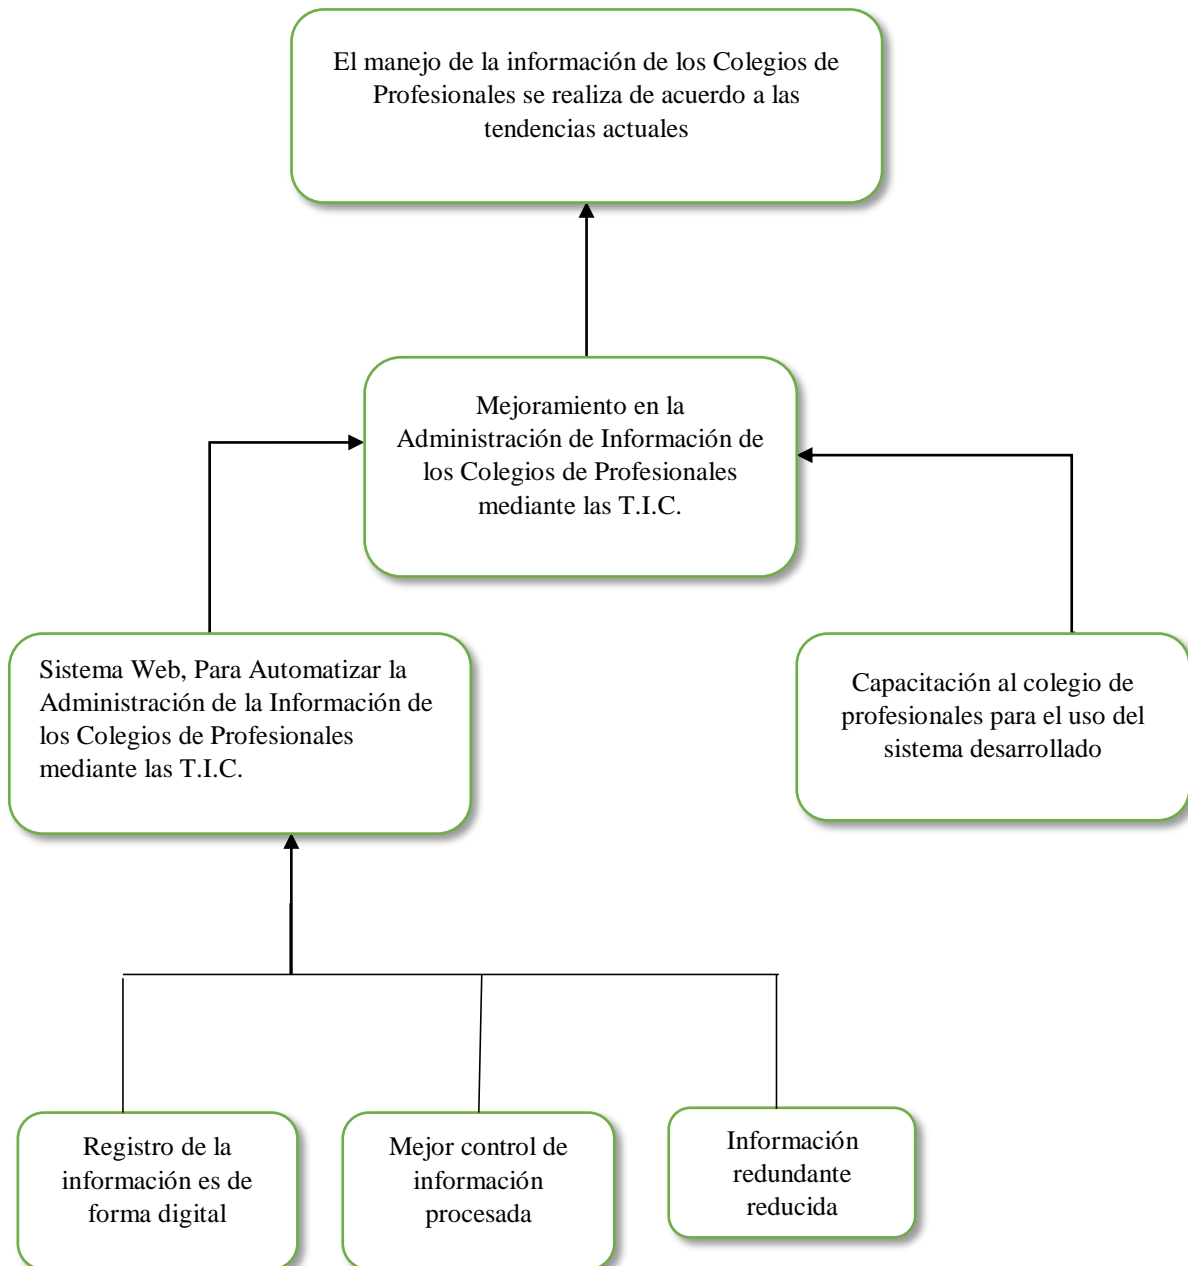 El manejo de la información de los Colegios de
Profesionales se realiza de acuerdo a las
tendencias actuales
Mejoramiento en la
Administración de Información de
los Colegios de Profesionales
mediante las T.I.C.
Sistema Web, Para Automatizar la
Administración de la Información de
los Colegios de Profesionales
mediante las T.I.C.
Capacitación al colegio de
profesionales para el uso del
sistema desarrollado
Registro de la
información es de
forma digital
Mejor control de
información
procesada
Información
redundante
reducida